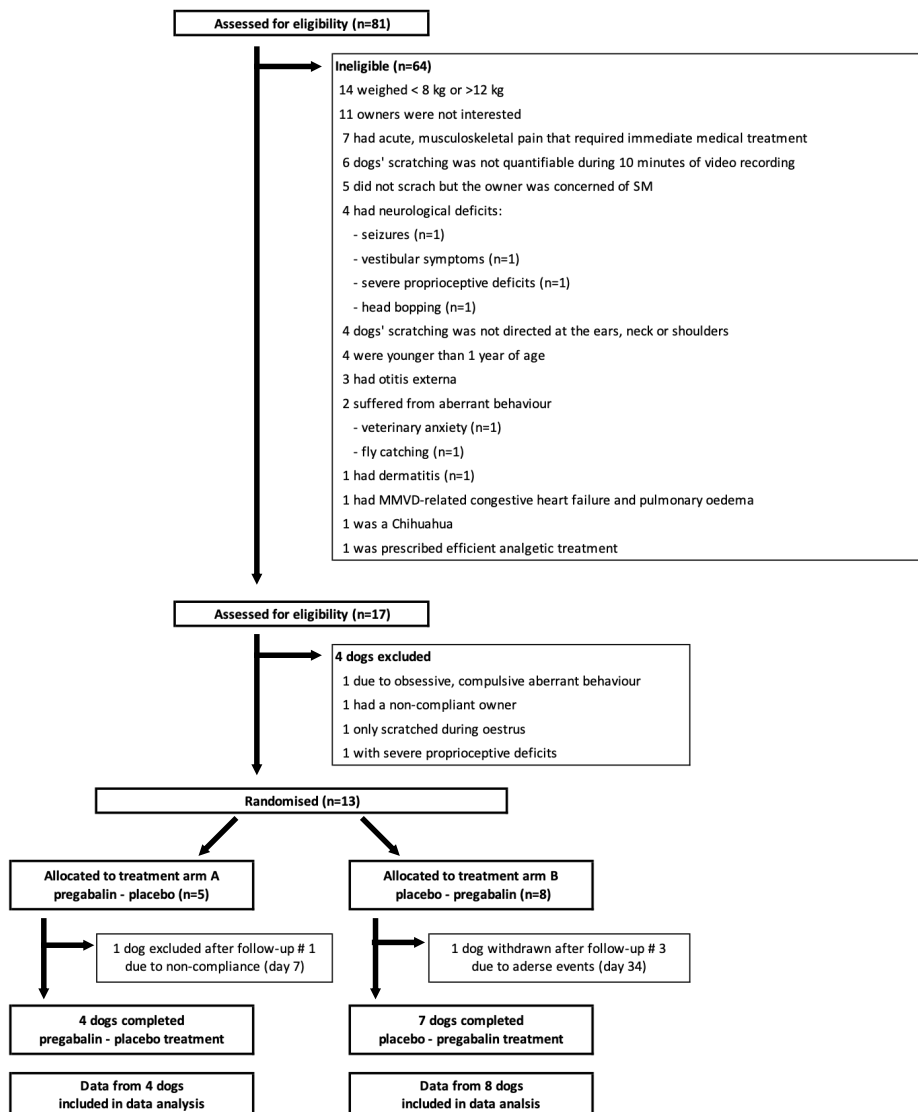 Assessed for eligibility (n=81)
Ineligible (n=64)
14 weighed < 8 kg or >12 kg
11 owners were not interested
7 had acute, musculoskeletal pain that required immediate medical treatment
6 dogs' scratching was not quantifiable during 10 minutes of video recording
5 did not scrach but the owner was concerned of SM
4 had neurological deficits:
- seizures (n=1)
- vestibular symptoms (n=1)
- severe proprioceptive deficits (n=1)
- head bopping (n=1)
4 dogs' scratching was not directed at the ears, neck or shoulders
4 were younger than 1 year of age
3 had otitis externa
2 suffered from aberrant behaviour
- veterinary anxiety (n=1)
- fly catching (n=1)
1 had dermatitis (n=1)
1 had MMVD-related congestive heart failure and pulmonary oedema
1 was a Chihuahua
1 was prescribed efficient analgetic treatment
Assessed for eligibility (n=17)
4 dogs excluded
1 due to obsessive, compulsive aberrant behaviour
1 had a non-compliant owner
1 only scratched during oestrus
1 with severe proprioceptive deficits
Randomised (n=13)
Allocated to treatment arm A
pregabalin - placebo (n=5)
Allocated to treatment arm B
placebo - pregabalin (n=8)
1 dog excluded after follow-up # 1
due to non-compliance (day 7)
1 dog withdrawn after follow-up # 3
due to aderse events (day 34)
4 dogs completed
pregabalin - placebo treatment
7 dogs completed
placebo - pregabalin treatment
Data from 4 dogs
included in data analysis
Data from 8 dogs
included in data analsis